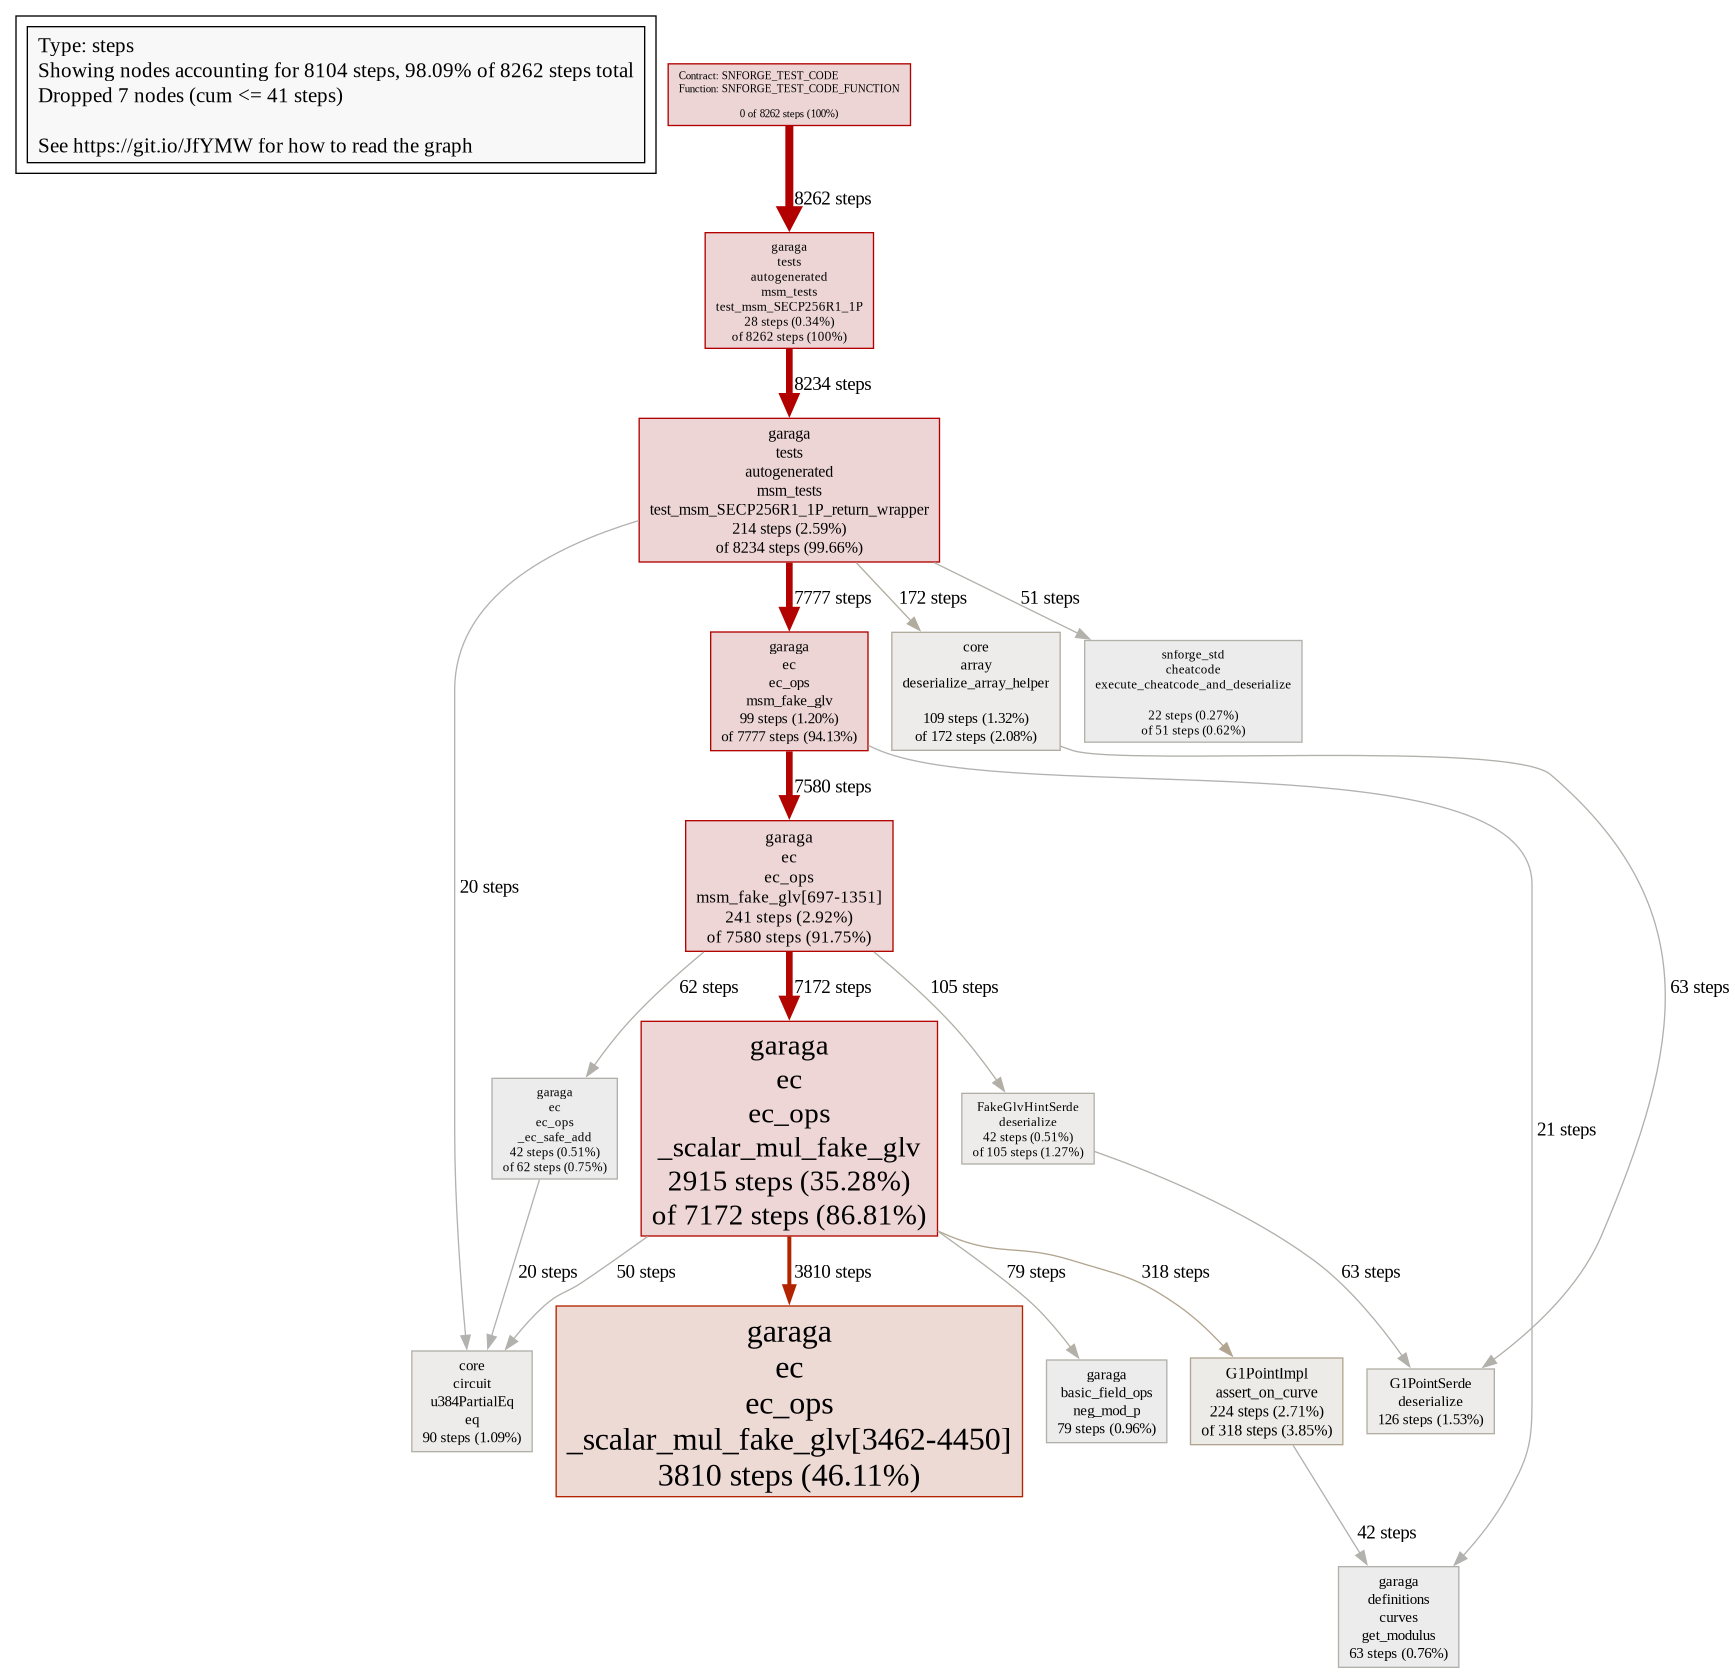 Type: steps
Showing nodes accounting for 8104 steps, 98.09% of 8262 steps total
Dropped 7 nodes (cum <= 41 steps)
See https://git.io/JfYMW for how to read the graph
Contract: SNFORGE_TEST_CODE
Function: SNFORGE_TEST_CODE_FUNCTION
0 of 8262 steps (100%)
8262 steps
garaga
tests
autogenerated
msm_tests
test_msm_SECP256R1_1P
28 steps (0.34%)
of 8262 steps (100%)
8234 steps
garaga
tests
autogenerated
msm_tests
test_msm_SECP256R1_1P_return_wrapper
214 steps (2.59%)
of 8234 steps (99.66%)
7777 steps
172 steps
51 steps
garaga
ec
ec_ops
msm_fake_glv
99 steps (1.20%)
of 7777 steps (94.13%)
core
array
deserialize_array_helper
109 steps (1.32%)
of 172 steps (2.08%)
snforge_std
cheatcode
execute_cheatcode_and_deserialize
22 steps (0.27%)
of 51 steps (0.62%)
7580 steps
20 steps
garaga
ec
ec_ops
msm_fake_glv[697-1351]
241 steps (2.92%)
of 7580 steps (91.75%)
62 steps
7172 steps
105 steps
63 steps
garaga
ec
ec_ops
_ec_safe_add
42 steps (0.51%)
of 62 steps (0.75%)
garaga
ec
ec_ops
_scalar_mul_fake_glv
2915 steps (35.28%)
of 7172 steps (86.81%)
FakeGlvHintSerde
deserialize
42 steps (0.51%)
of 105 steps (1.27%)
21 steps
20 steps
50 steps
3810 steps
79 steps
318 steps
63 steps
core
circuit
u384PartialEq
eq
90 steps (1.09%)
garaga
ec
ec_ops
_scalar_mul_fake_glv[3462-4450]
3810 steps (46.11%)
garaga
basic_field_ops
neg_mod_p
79 steps (0.96%)
G1PointImpl
assert_on_curve
224 steps (2.71%)
of 318 steps (3.85%)
G1PointSerde
deserialize
126 steps (1.53%)
42 steps
garaga
definitions
curves
get_modulus
63 steps (0.76%)